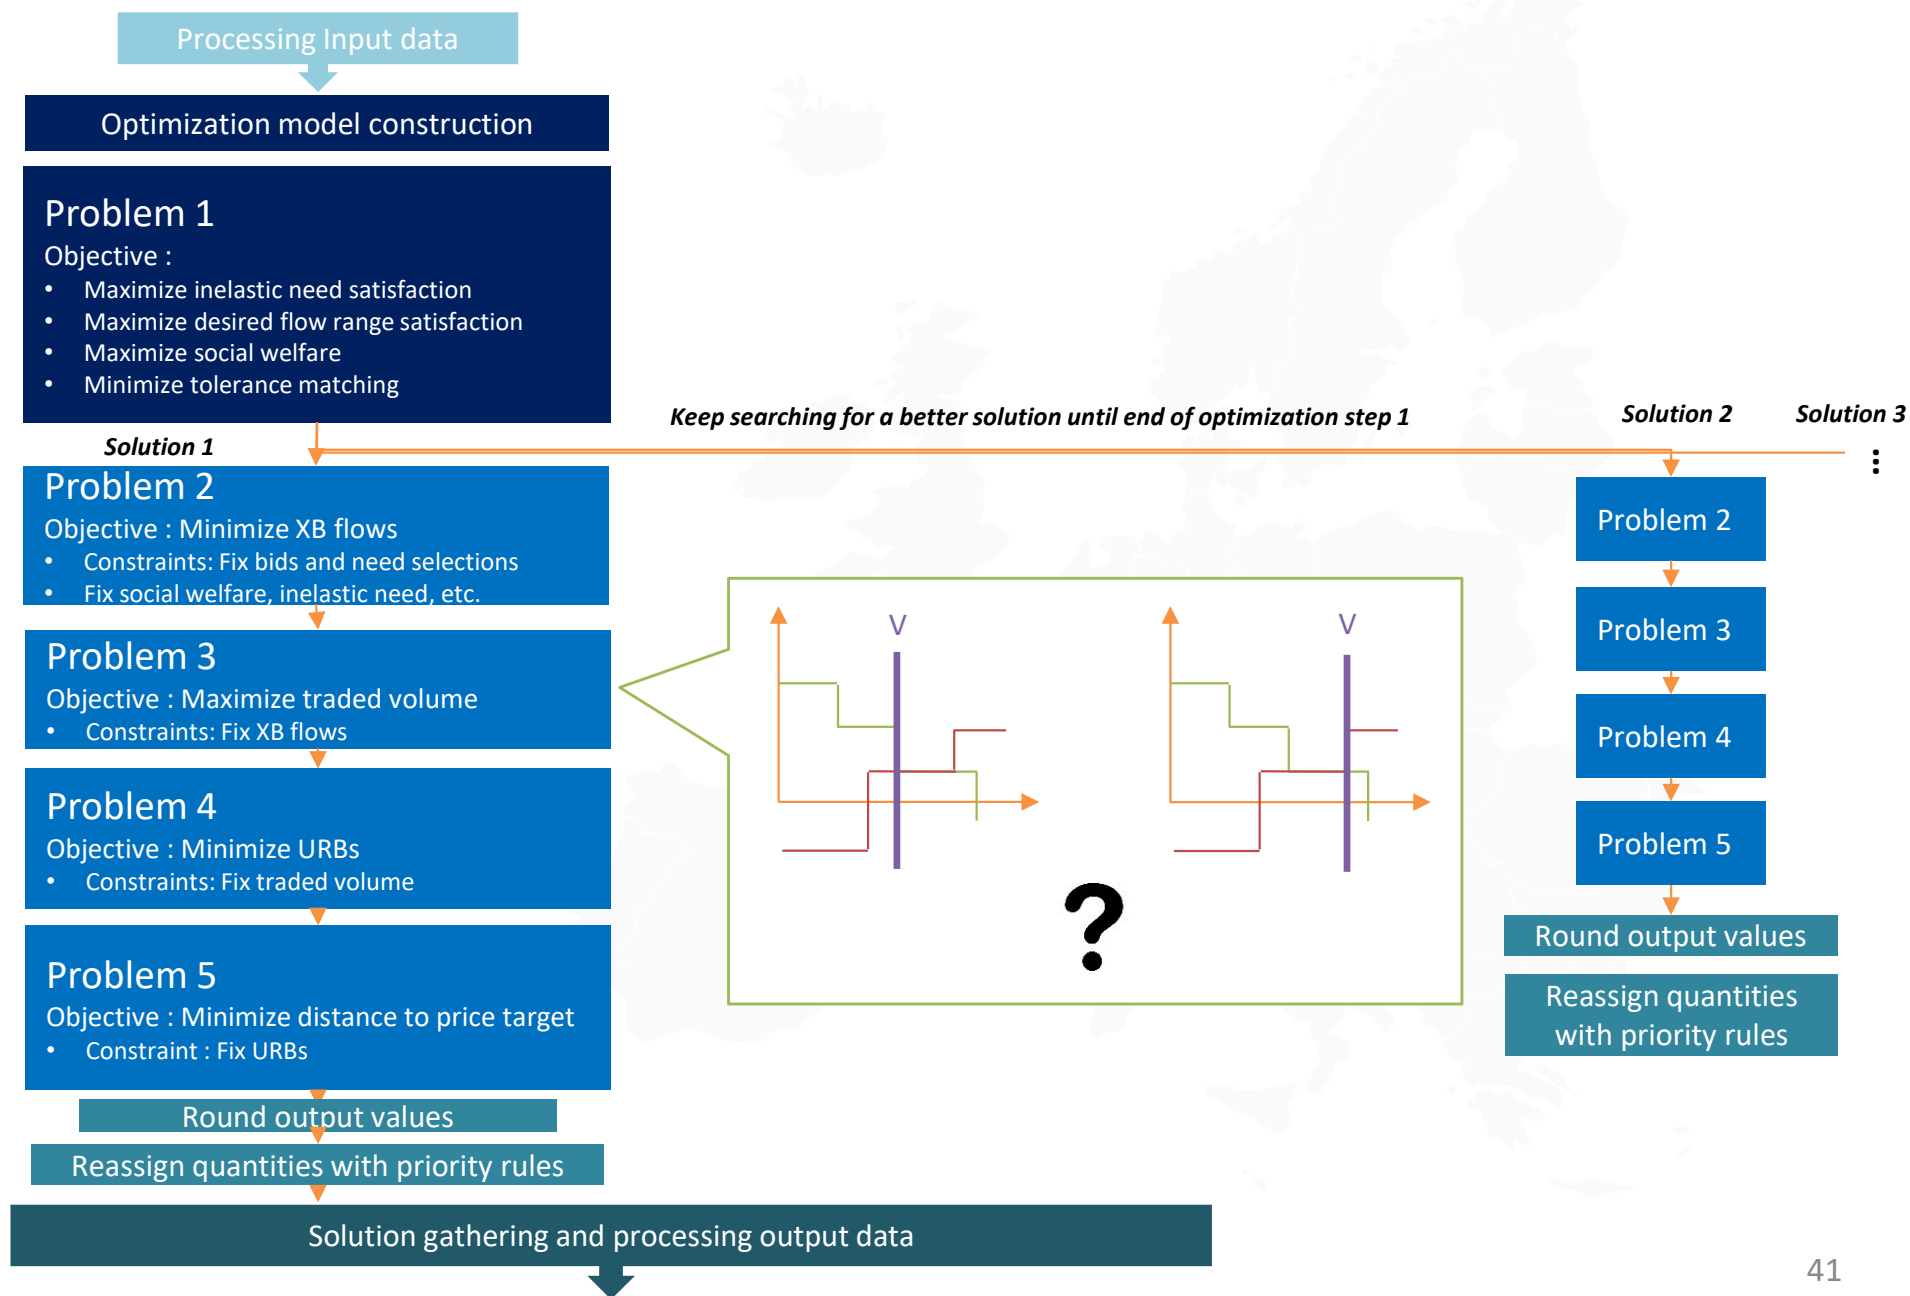 Processing Input data
Optimization model construction
Problem 1
Objective :
• Maximize inelastic need satisfaction
• Maximize desired flow range satisfaction
• Maximize social welfare
• Minimize tolerance matching
Keep searching for a better solution until end of optimization step 1
Solution 2
Solution 3
Solution 1
⋮
Problem 2
Objective : Minimize XB flows
• Constraints: Fix bids and need selections
• Fix social welfare, inelastic need, etc.
Problem 3
Objective : Maximize traded volume
• Constraints: Fix XB flows
Problem 4
Objective : Minimize URBs
• Constraints: Fix traded volume
Problem 5
Objective : Minimize distance to price target
• Constraint : Fix URBs
Round output values
Reassign quantities with priority rules
Solution gathering and processing output data
V
V
?
Problem 2
Problem 3
Problem 4
Problem 5
Round output values
Reassign quantities
with priority rules
41